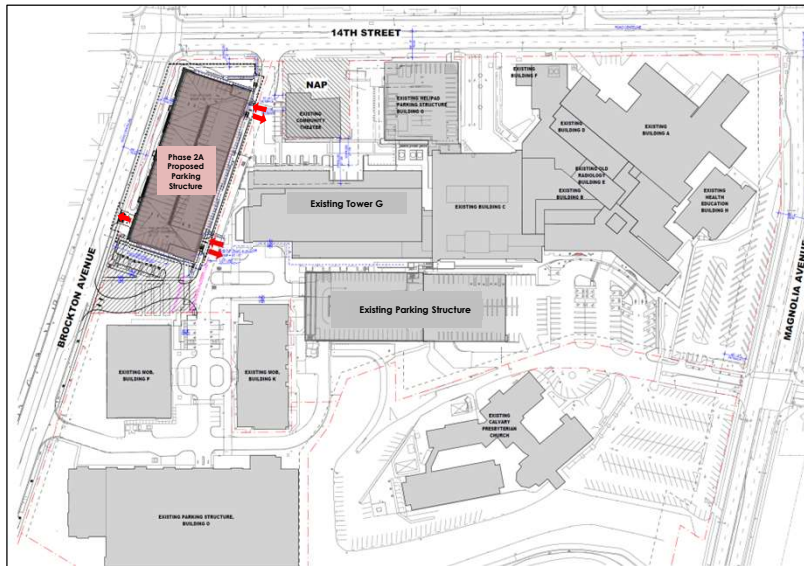 14TH STREET
NAP
EXISTING
COMMUNITY
THEATER
EXISTING HELIPAD
PARKING STRUCTURE
EXISTING
BUILDING F
EXISTING
BUILDING D
EXISTING
BUILDING A
EXISTING OLD
RADIOLOGY
BUILDING E
EXISTING
BUILDING B
EXISTING
HEALTH
EDUCATION
BUILDING H
Phase 2A
Proposed
Parking
Structure
Existing Tower G
EXISTING BUILDING C
Existing Parking Structure
BROCKTON AVENUE
MAGNOLIA AVENUE
EXISTING MOB,
BUILDING P
EXISTING MOB,
BUILDING K
EXISTING
CALVARY
PRESBYTERIAN
CHURCH
EXISTING PARKING STRUCTURE,
BUILDING O